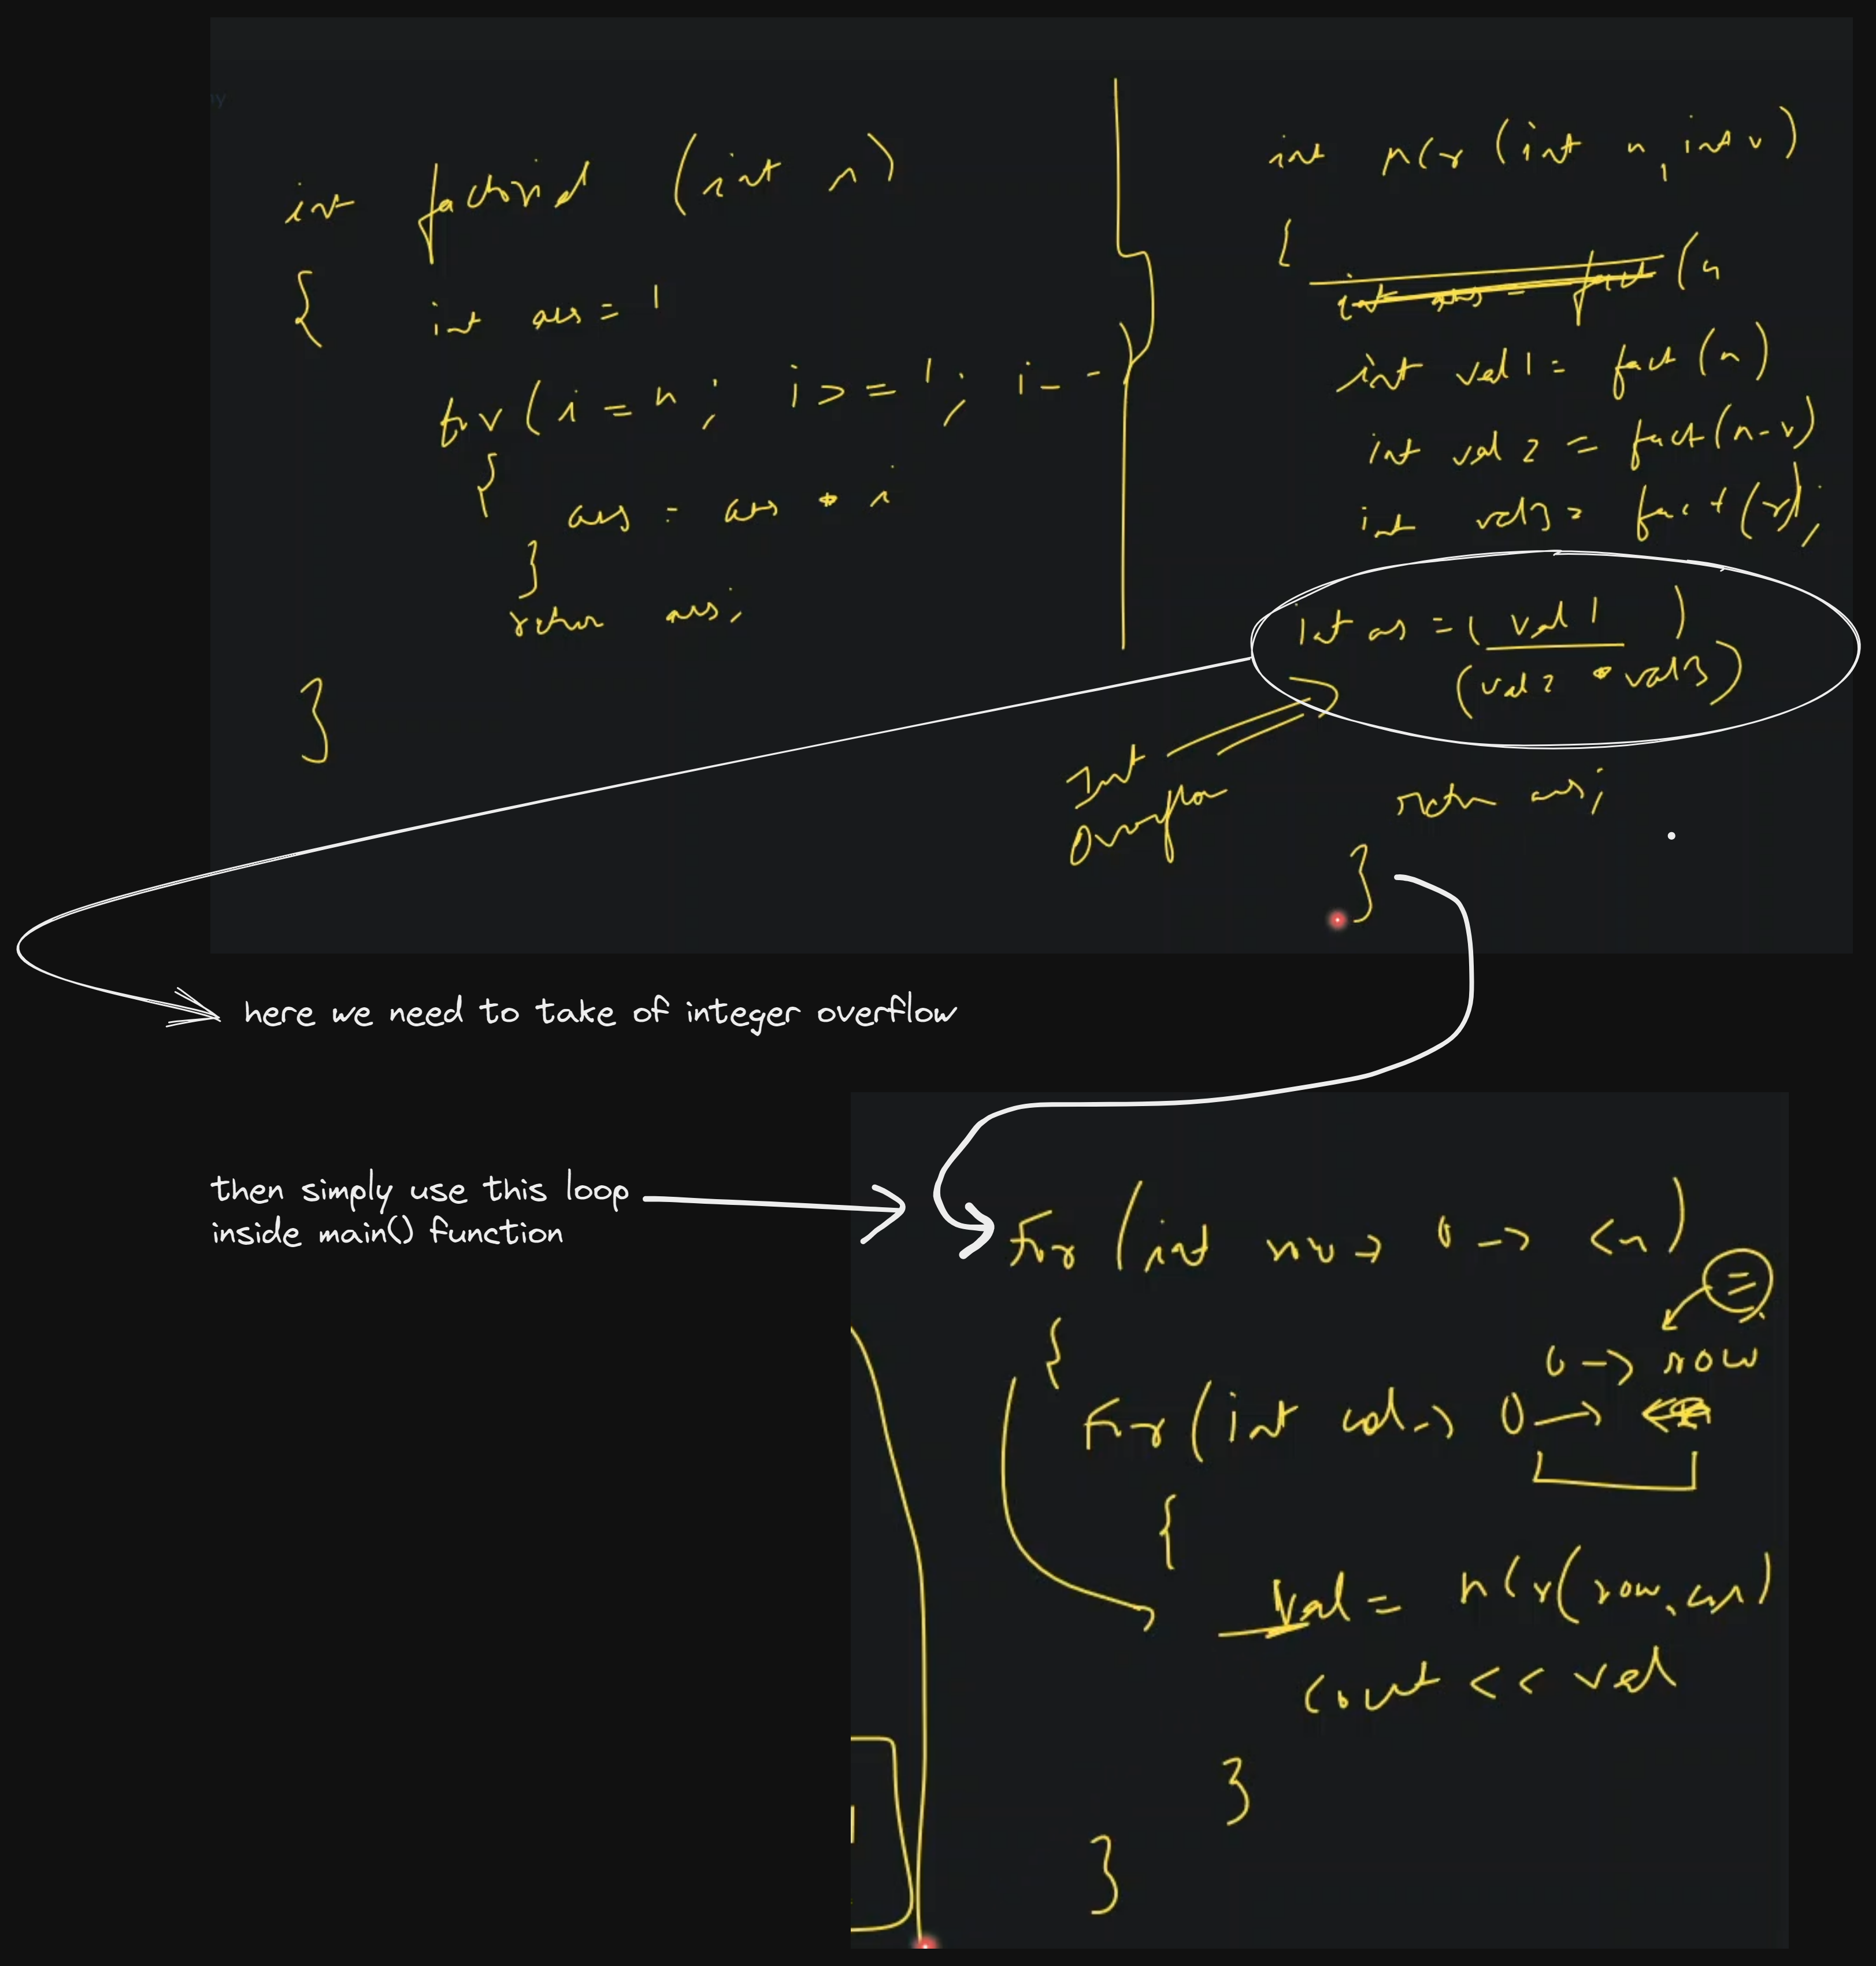 int factorial (int n)
{
int ans = 1
for (i = n ; i >= 1 ; i--)
{
ans = ans * i
}
return ans;
}
int nCr (int n, int r)
{
int ans = fact (n
int val1 = fact (n)
int val2 = fact (n-r)
int val3 = fact (r);
int ans = ( val1 )
(val2 * val3)
Int
Overflow
return ans;
}
here we need to take of integer overflow
then simply use this loop
inside main() function
For (int row → 0 → <n)
=
{
0 → row
For (int col → 0 →
{
Val = nCr(row, col)
cout << val
}
}